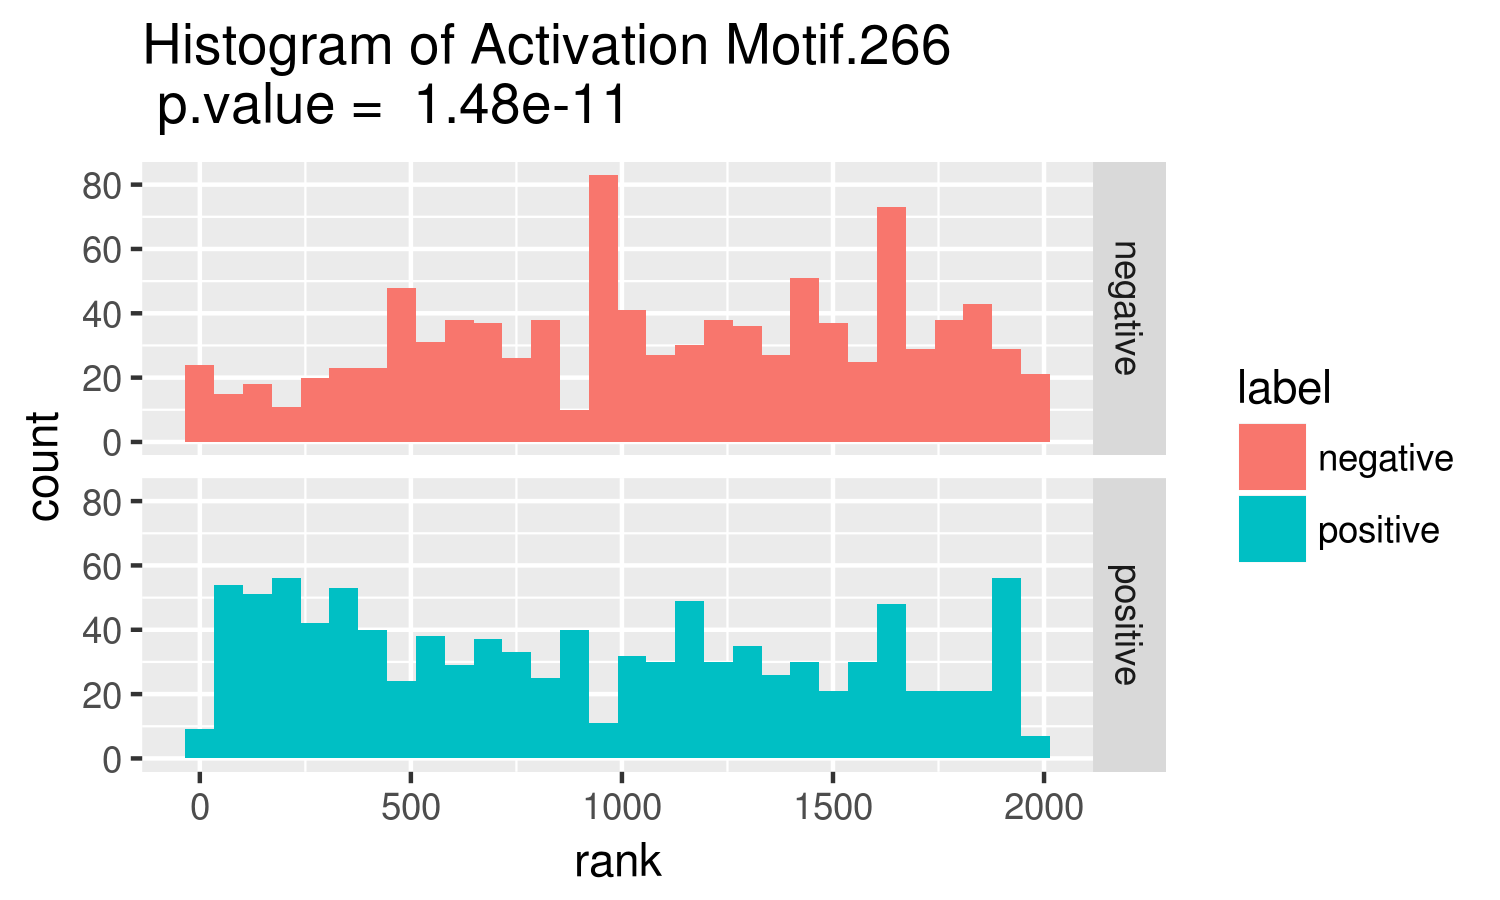 Histogram of Activation Motif.266
p.value = 1.48e-11
80
60
40
20
0
negative
80
60
40
20
0
positive
count
0 500 1000 1500 2000
rank
label
negative
positive